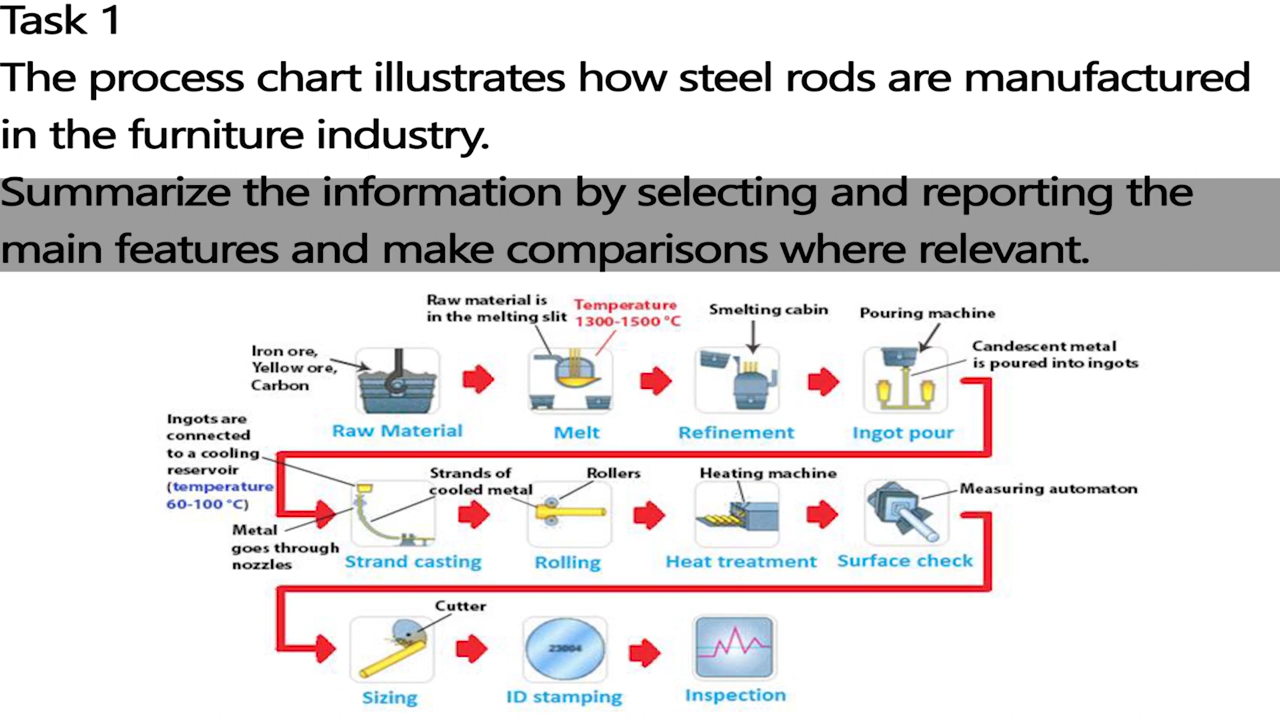 Task 1
The process chart illustrates how steel rods are manufactured
in the furniture industry.
Summarize the information by selecting and reporting the
main features and make comparisons where relevant.
Raw material is
in the melting slit
Temperature
1300-1500 °C
Smelting cabin
Pouring machine
Iron ore,
Yellow ore,
Carbon
Candescent metal
is poured into ingots
Raw Material
Melt
Refinement
Ingot pour
Ingots are
connected
to a cooling
reservoir
(temperature
60-100 °C)
Metal
goes through
nozzles
Strands of
cooled metal
Rollers
Heating machine
Measuring automaton
Strand casting
Rolling
Heat treatment
Surface check
Cutter
23004
Sizing
ID stamping
Inspection